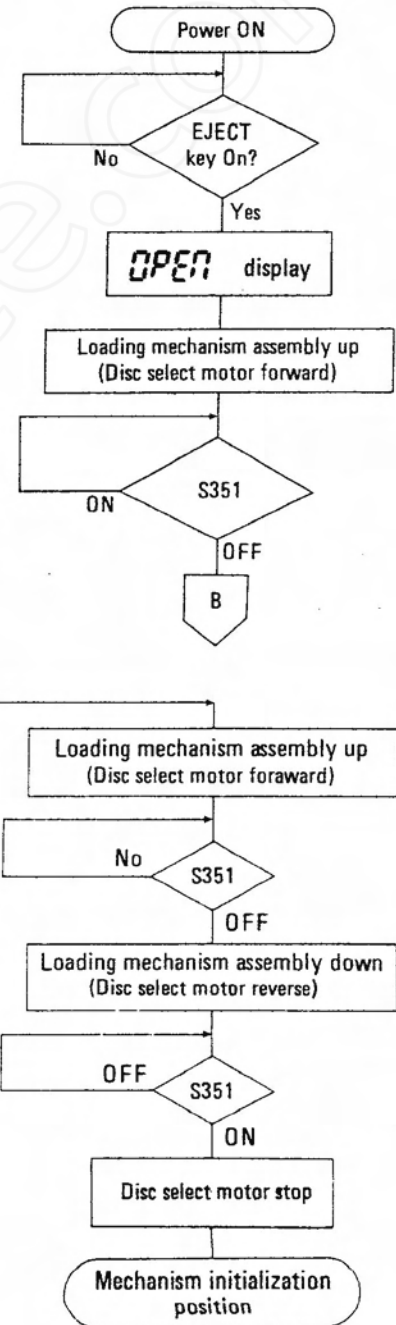 Power ON
EJECT
key On?
No
Yes
OPEN display
Loading mechanism assembly up
(Disc select motor forward)
S351
ON
OFF
B
Loading mechanism assembly up
(Disc select motor foraward)
No
S351
OFF
Loading mechanism assembly down
(Disc select motor reverse)
OFF
S351
ON
Disc select motor stop
Mechanism initialization
position